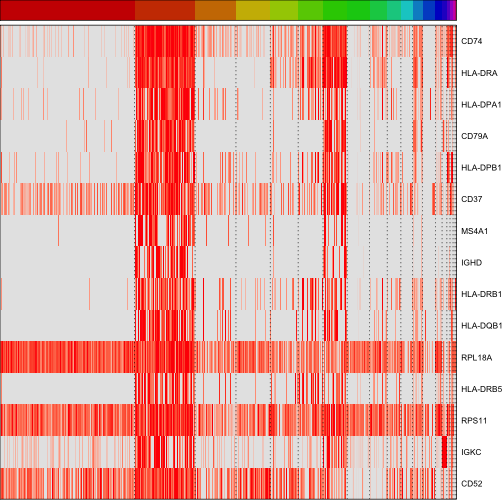 CD74
HLA-DRA
HLA-DPA1
CD79A
HLA-DPB1
CD37
MS4A1
IGHD
HLA-DRB1
HLA-DQB1
RPL18A
HLA-DRB5
RPS11
IGKC
CD52